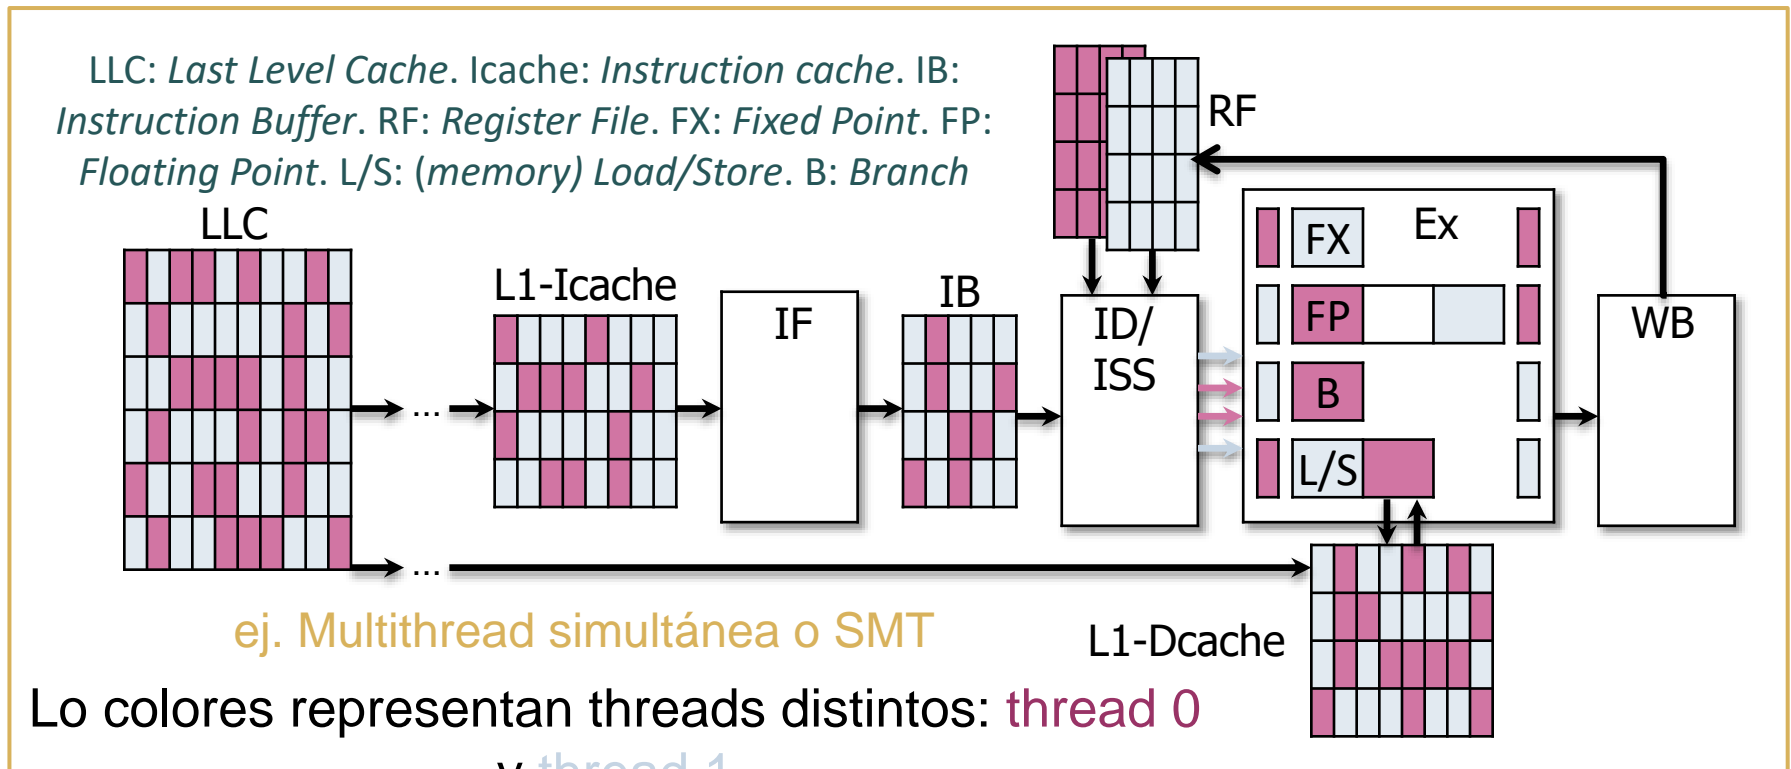 LLC: Last Level Cache. Icache: Instruction cache. IB:
Instruction Buffer. RF: Register File. FX: Fixed Point. FP:
Floating Point. L/S: (memory) Load/Store. B: Branch
RF
LLC
L1-Icache
IF
IB
ID/
ISS
Ex
FX
FP
B
L/S
WB
...
...
ej. Multithread simultánea o SMT
L1-Dcache
Lo colores representan threads distintos: thread 0
y thread 1